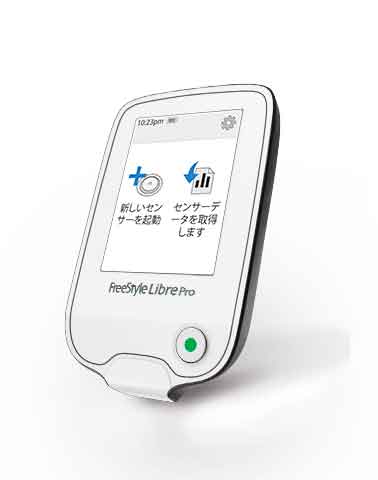 10:23pm
新しいセン
サーを起動
センサーデ
ータを取得
します
FreeStyle Libre Pro